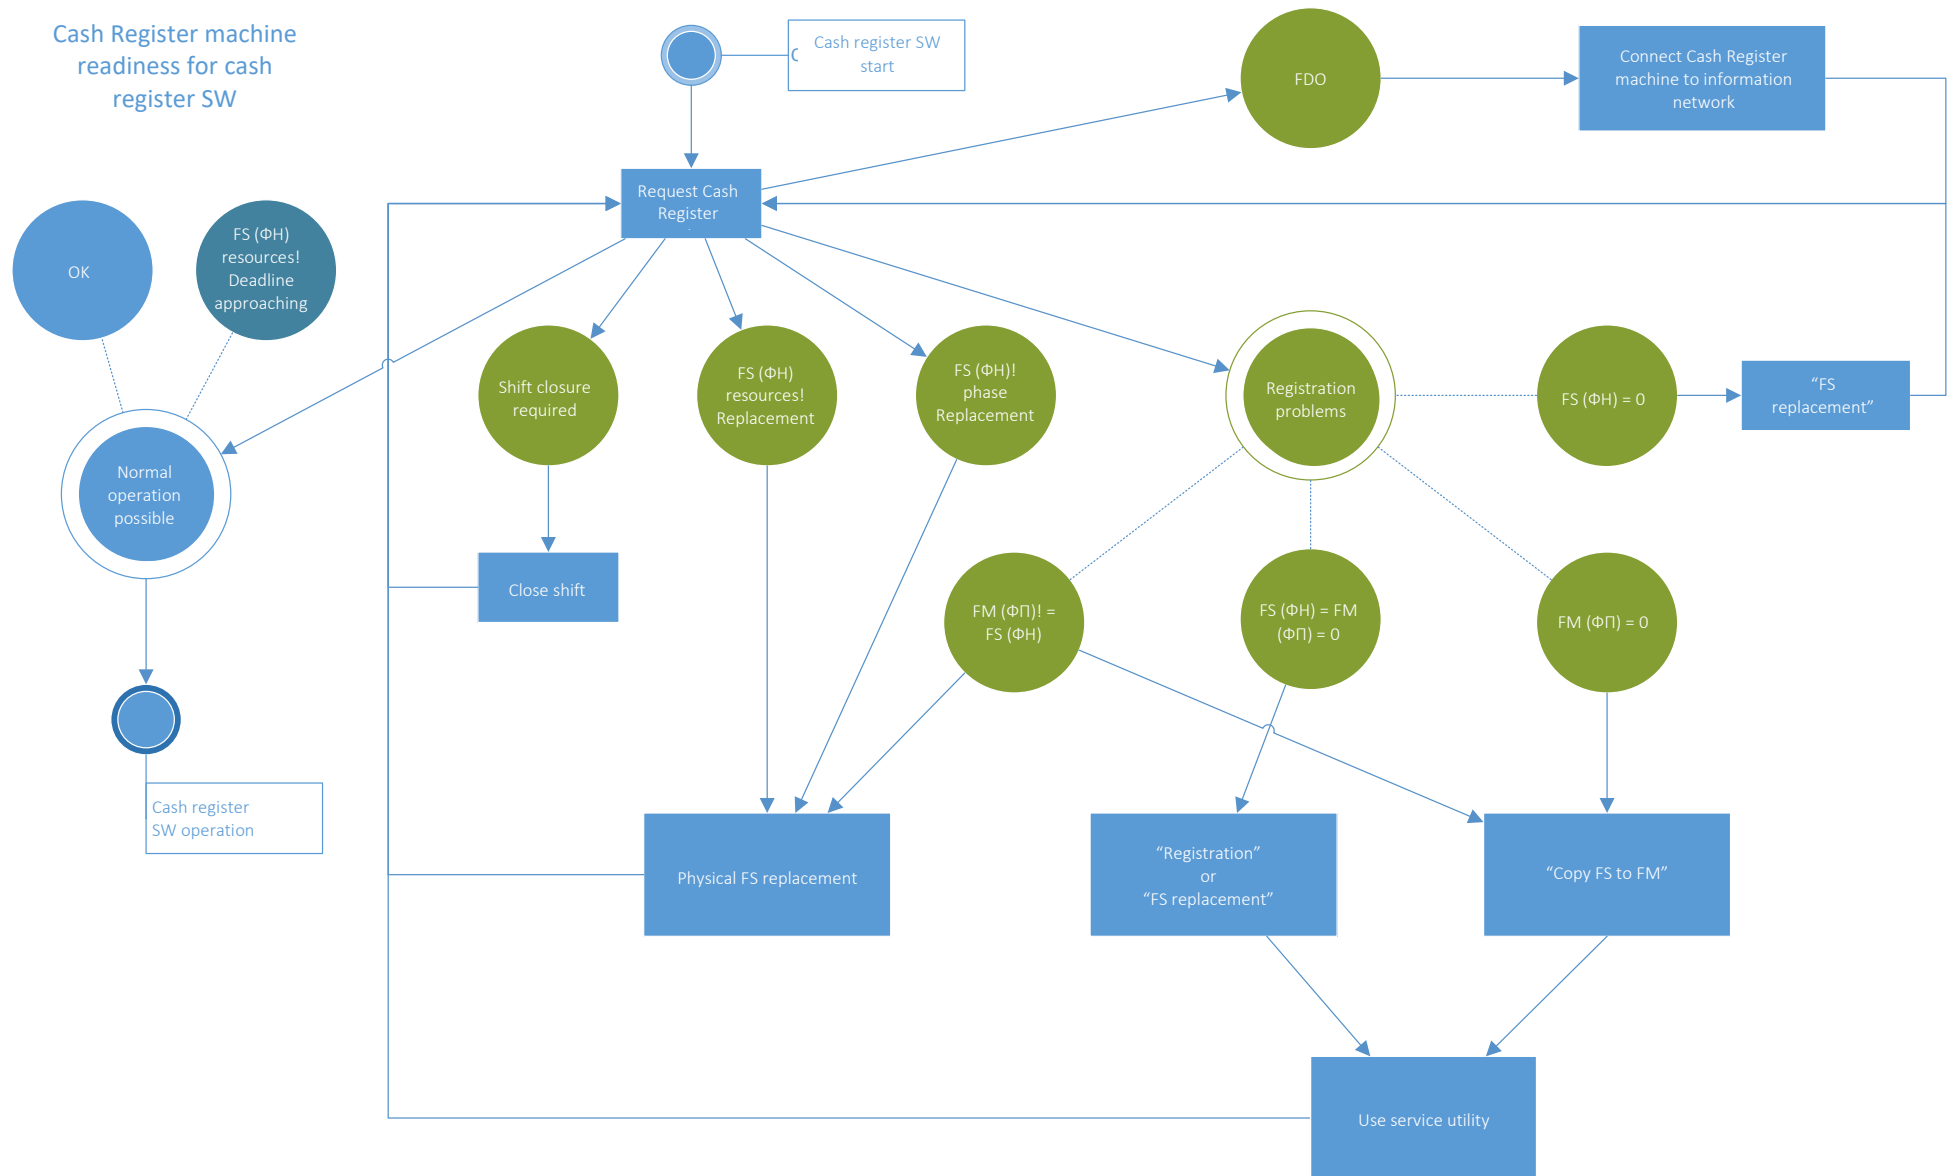 Cash Register machine
readiness for cash
register SW
Cash register SW
start
FDO
Connect Cash Register
machine to information
network
Request Cash
Register
OK
FS (ФН)
resources!
Deadline
approaching
Shift closure
required
FS (ФН)
resources!
Replacement
FS (ФН)!
phase
Replacement
Registration
problems
FS (ФН) = 0
“FS
replacement”
Normal
operation
possible
Close shift
FM (ФП)! =
FS (ФН)
FS (ФН) = FM
(ФП) = 0
FM (ФП) = 0
Cash register
SW operation
Physical FS replacement
“Registration”
or
“FS replacement”
“Copy FS to FM”
Use service utility